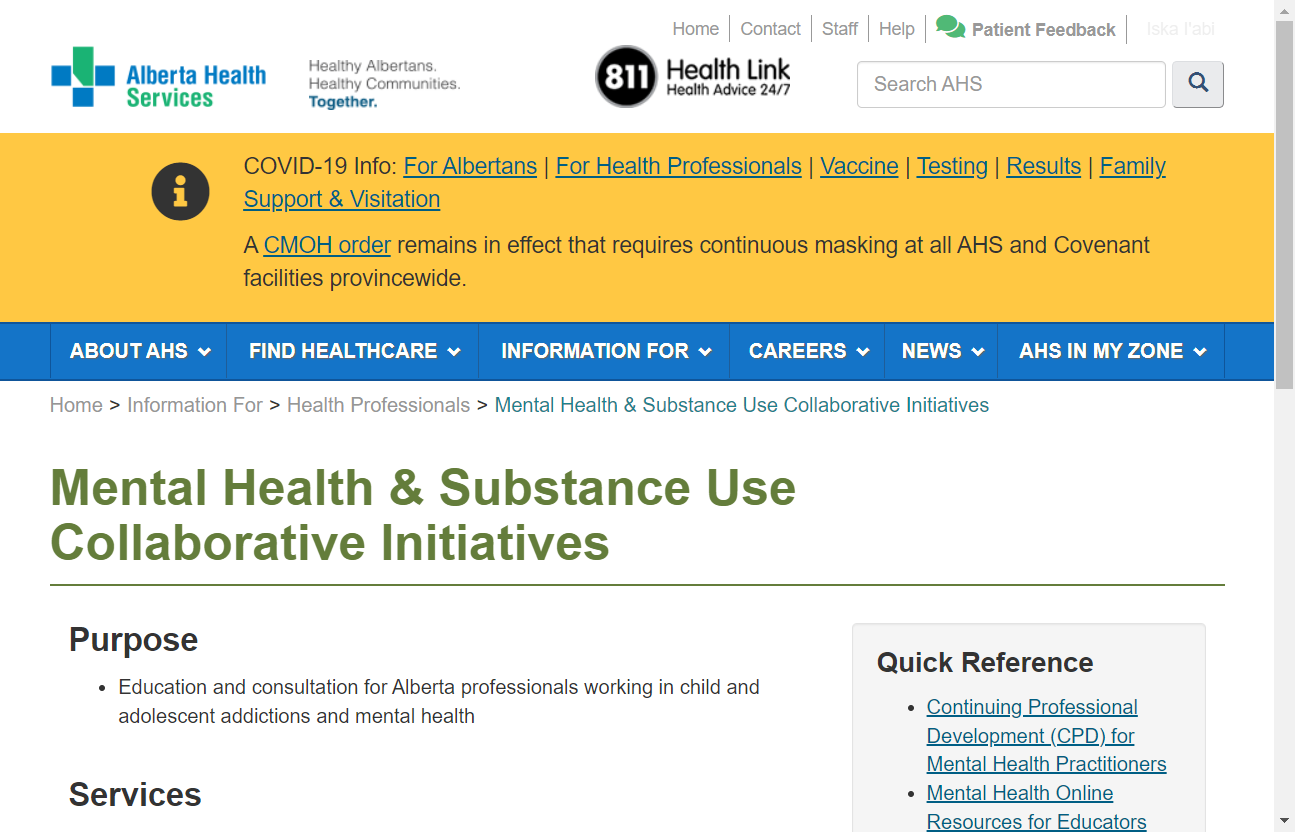 Home Contact Staff Help Patient Feedback Iska I'abi
Alberta Health
Services
Healthy Albertans.
Healthy Communities.
Together.
811 Health Link
Health Advice 24/7
Search AHS
COVID-19 Info: For Albertans | For Health Professionals | Vaccine | Testing | Results | Family
Support & Visitation
A CMOH order remains in effect that requires continuous masking at all AHS and Covenant
facilities provincewide.
ABOUT AHS FIND HEALTHCARE INFORMATION FOR CAREERS NEWS AHS IN MY ZONE
Home > Information For > Health Professionals > Mental Health & Substance Use Collaborative Initiatives
Mental Health & Substance Use
Collaborative Initiatives
Purpose
• Education and consultation for Alberta professionals working in child and
adolescent addictions and mental health
Services
Quick Reference
• Continuing Professional
Development (CPD) for
Mental Health Practitioners
• Mental Health Online
Resources for Educators